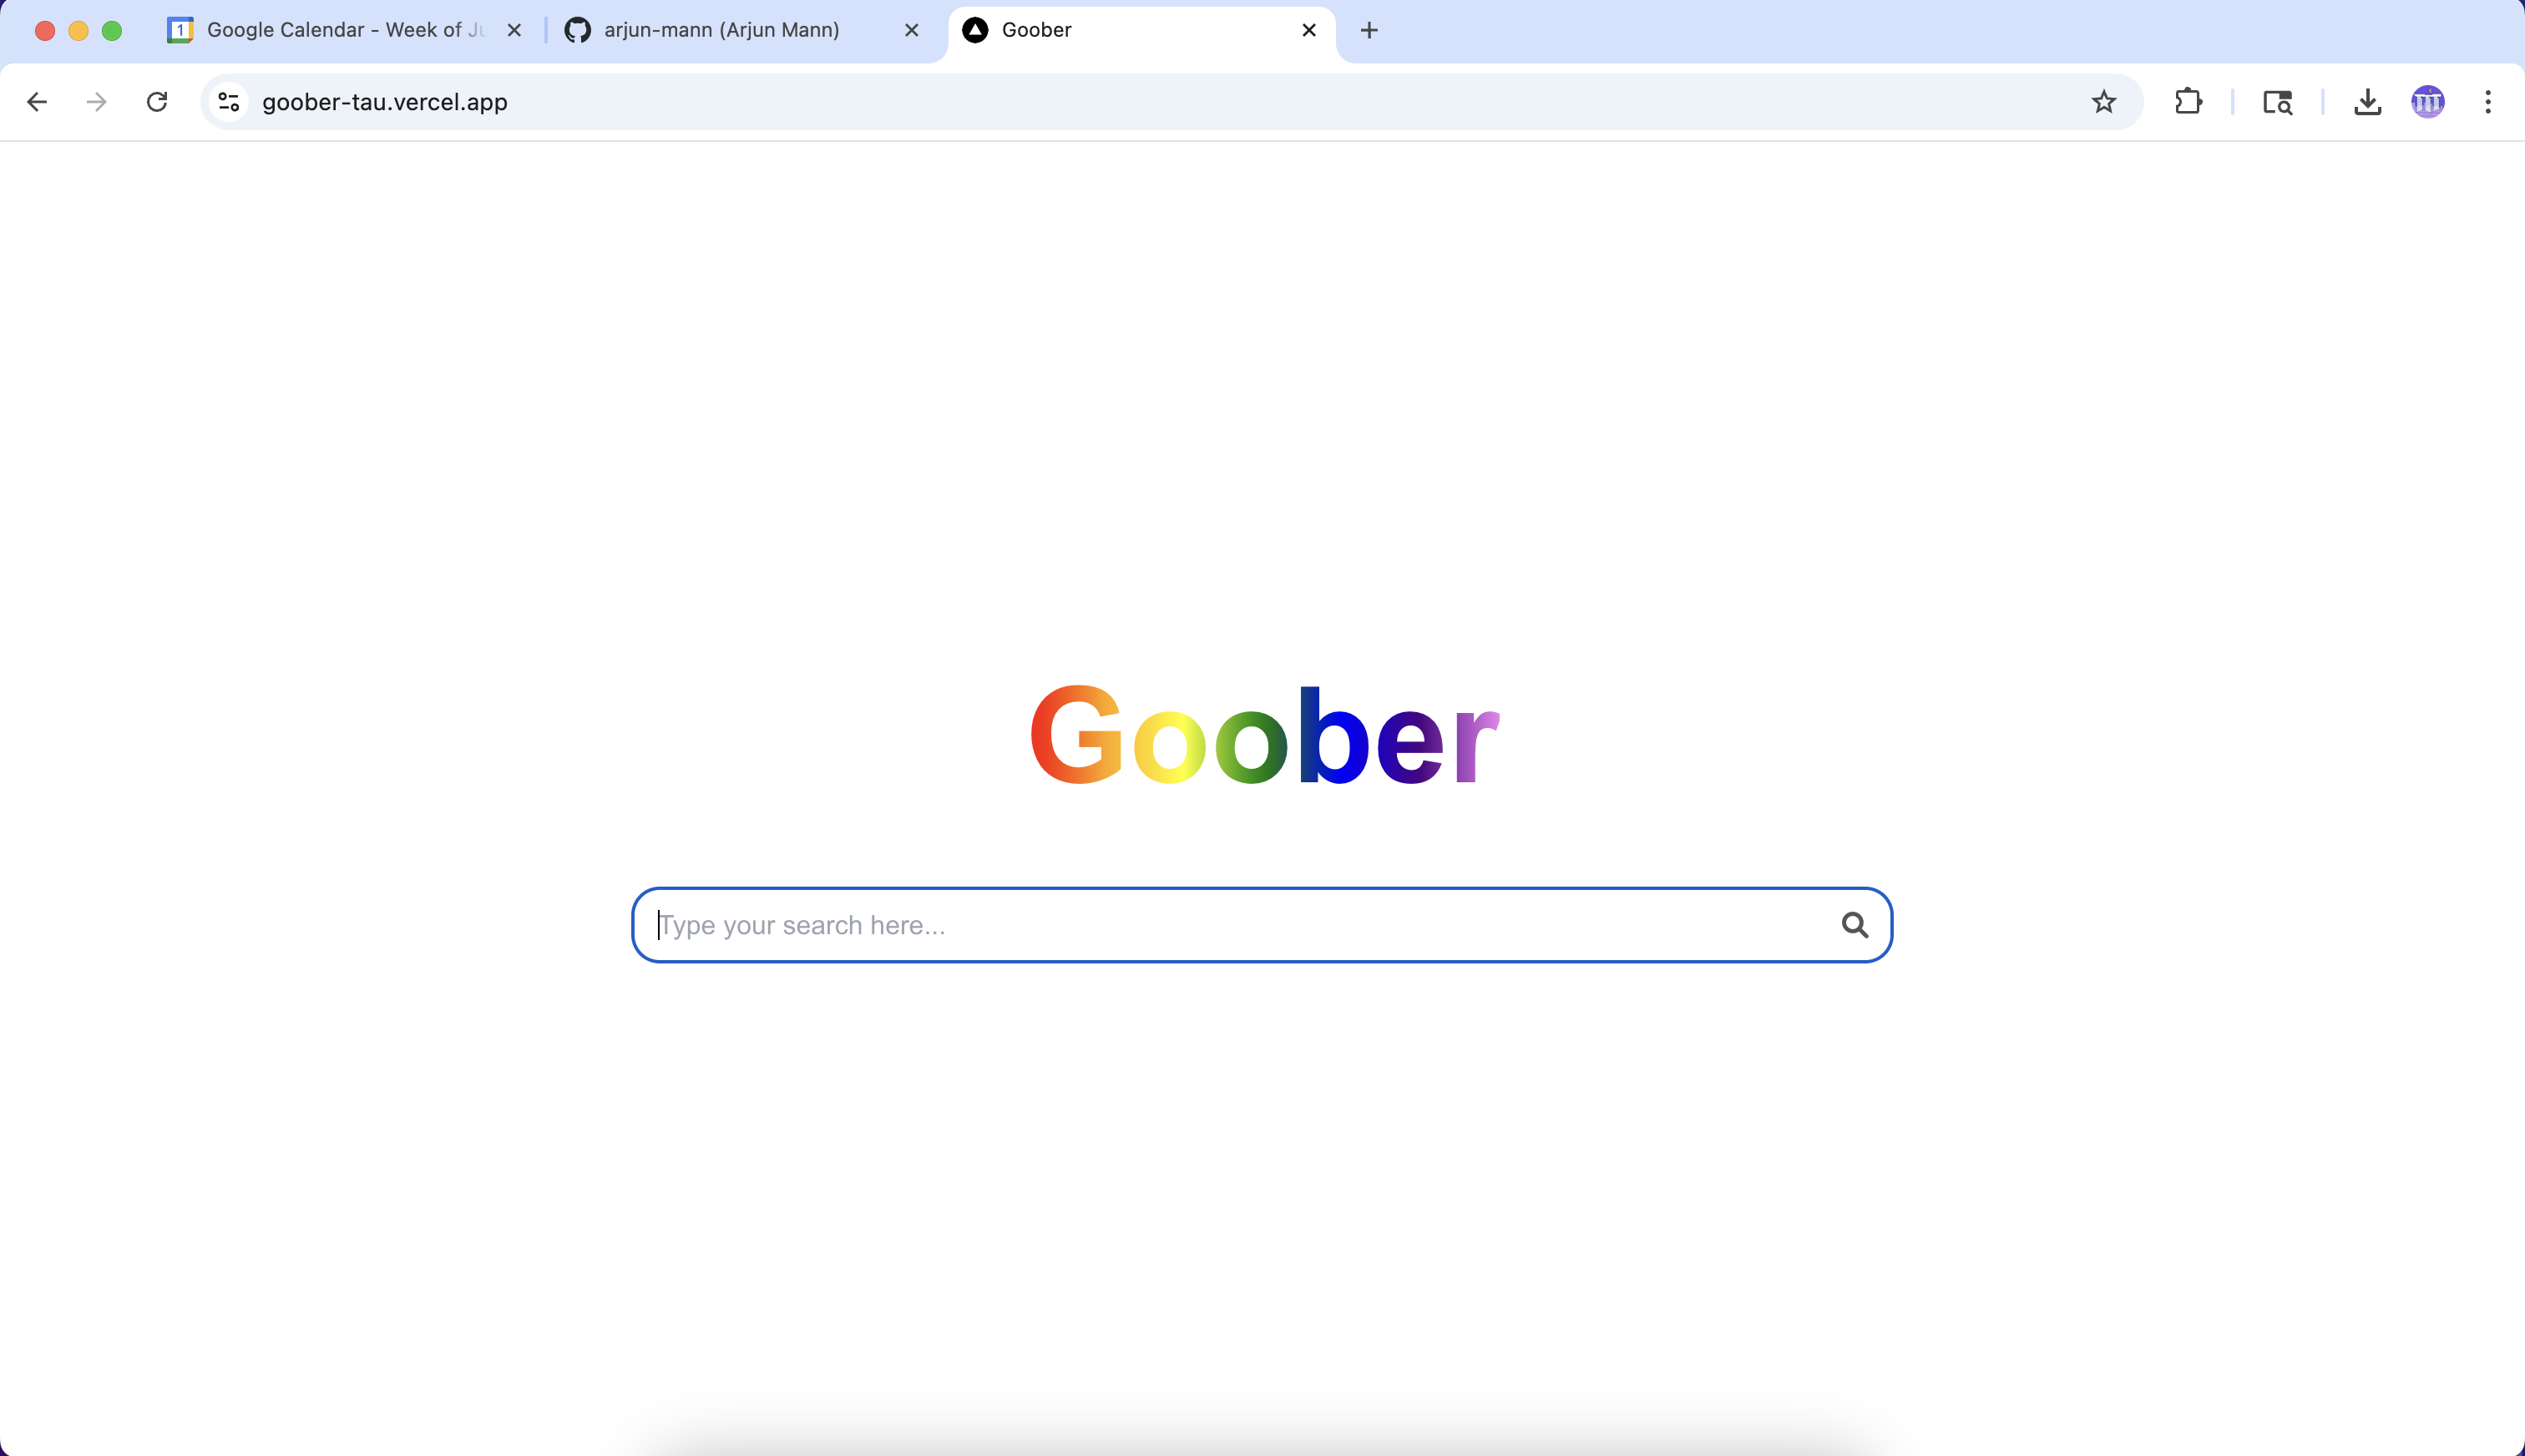 1 Google Calendar - Week of Ju arjun-mann (Arjun Mann) Goober
goober-tau.vercel.app
Goober
Type your search here...